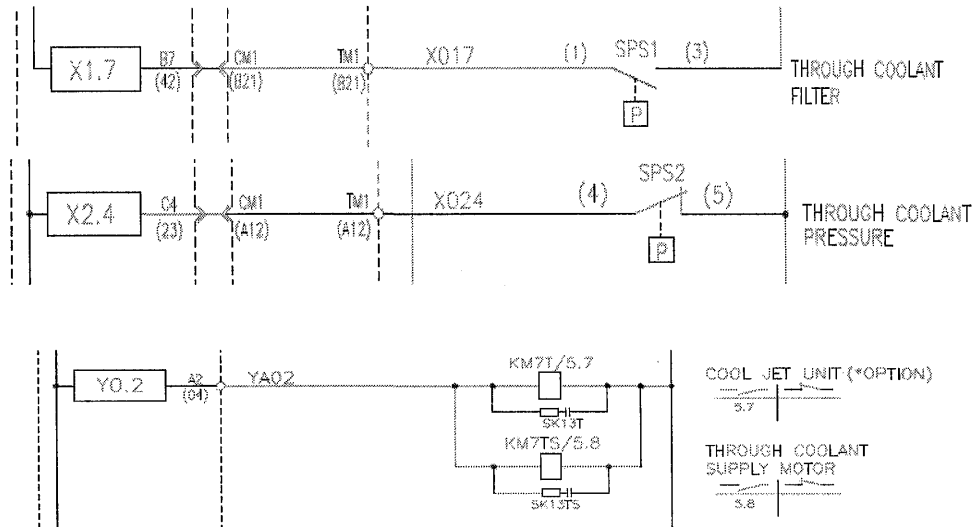 X1.7
B7
(42)
CM1
(B21)
TM1
(B21)
X017
(1)
SPS1
(3)
P
THROUGH COOLANT
FILTER
X2.4
C4
(23)
CM1
(A12)
TM1
(A12)
X024
(4)
SPS2
(5)
P
THROUGH COOLANT
PRESSURE
Y0.2
A2
(04)
YA02
KM7T/5.7
SK13T
KM7TS/5.8
SK13TS
COOL JET UNIT (*OPTION)
5.7
THROUGH COOLANT
SUPPLY MOTOR
5.8